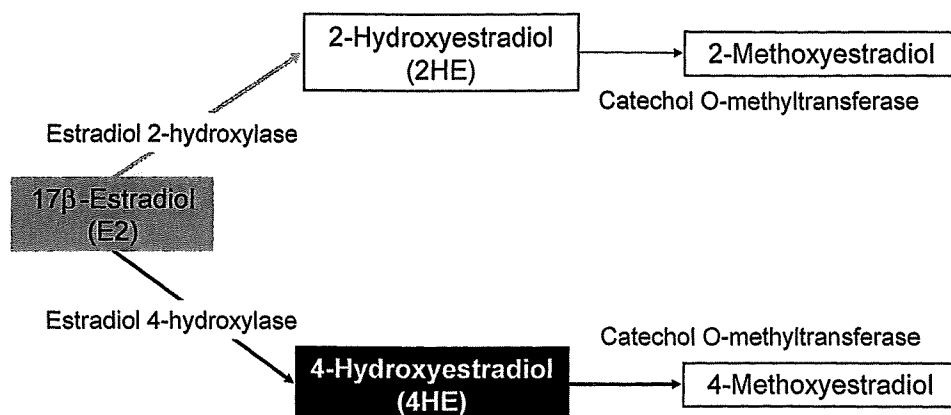 2-Hydroxyestradiol
(2HE)
2-Methoxyestradiol
Catechol O-methyltransferase
Estradiol 2-hydroxylase
17β-Estradiol
(E2)
Estradiol 4-hydroxylase
Catechol O-methyltransferase
4-Hydroxyestradiol
(4HE)
4-Methoxyestradiol